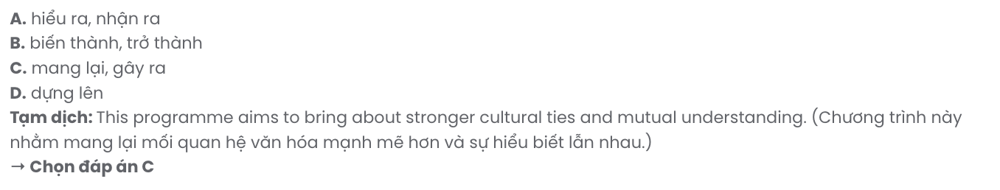 A. hiểu ra, nhận ra
B. biến thành, trở thành
C. mang lại, gây ra
D. dựng lên
Tạm dịch: This programme aims to bring about stronger cultural ties and mutual understanding. (Chương trình này
nhằm mang lại mối quan hệ văn hóa mạnh mẽ hơn và sự hiểu biết lẫn nhau.)
→ Chọn đáp án C